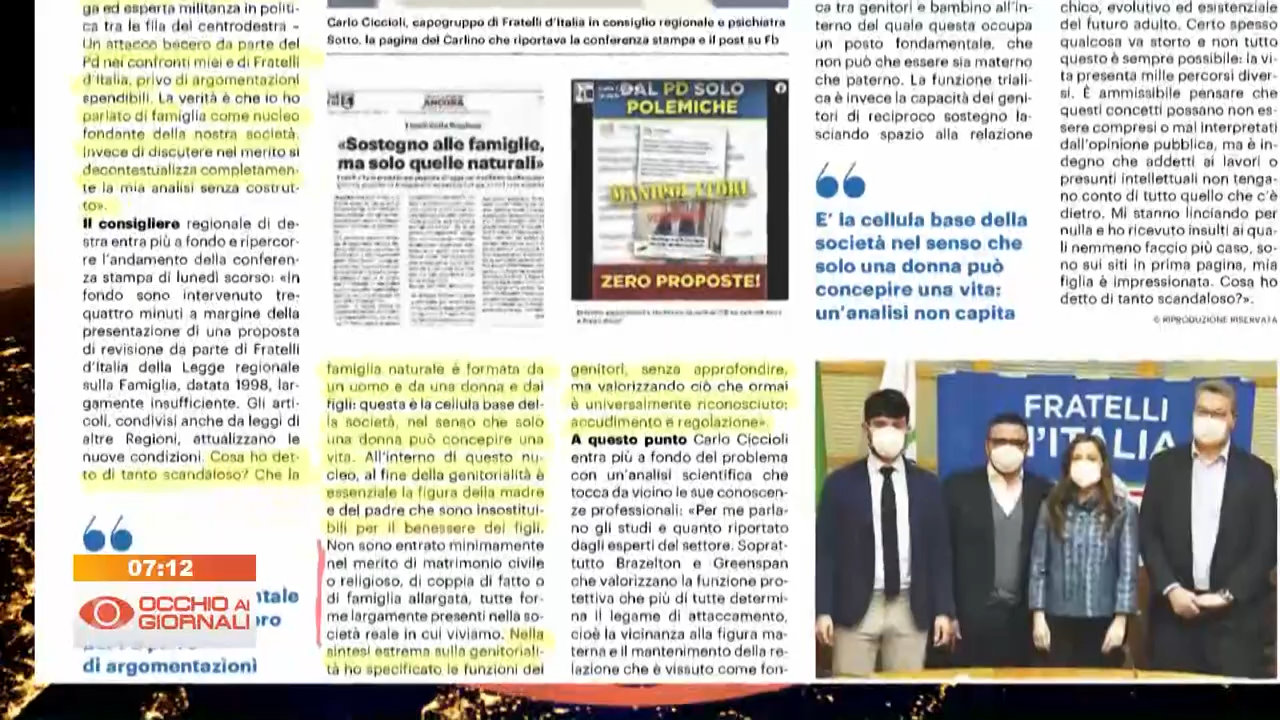 ga ed esperta militanza in politi-
ca tra le fila del centrodestra –
Un attacco becero da parte del
Pd nei confronti miei e di Fratelli
d'Italia, privo di argomentazioni
spendibili. La verità è che io ho
parlato di famiglia come nucleo
fondante della nostra società.
Invece di discutere nel merito si
decontestualizza completamen-
te la mia analisi senza costrut-
to».
Il consigliere regionale di de-
stra entra più a fondo e ripercor-
re l'andamento della conferen-
za stampa di lunedì scorso: «In
fondo sono intervenuto tre-
quattro minuti a margine della
presentazione di una proposta
di revisione da parte di Fratelli
d'Italia della Legge regionale
sulla Famiglia, datata 1998, lar-
gamente insufficiente. Gli arti-
coli, condivisi anche da leggi di
altre Regioni, attualizzano le
nuove condizioni. Cosa ho det-
to di tanto scandaloso? Che la
07:12
OCCHIO AI
GIORNALI
di argomentazioni
Carlo Ciccioli, capogruppo di Fratelli d'Italia in consiglio regionale e psichiatra
Sotto, la pagina del Carlino che riportava la conferenza stampa e il post su Fb
ANCONA
«Sostegno alle famiglie,
ma solo quelle naturali»
DAL PD SOLO
POLEMICHE
MANIPOLATORI
ZERO PROPOSTE!
famiglia naturale è formata da
un uomo e da una donna e dai
figli: questa è la cellula base del-
la società, nel senso che solo
una donna può concepire una
vita. All'interno di questo nu-
cleo, al fine della genitorialità è
essenziale la figura della madre
e del padre che sono insostitui-
bili per il benessere dei figli.
Non sono entrato minimamente
nel merito di matrimonio civile
o religioso, di coppia di fatto o
di famiglia allargata, tutte for-
me largamente presenti nella so-
cietà reale in cui viviamo. Nella
sintesi estrema sulla genitoriali-
tà ho specificato le funzioni dei
genitori, senza approfondire,
ma valorizzando ciò che ormai
è universalmente riconosciuto:
accudimento e regolazione».
A questo punto Carlo Ciccioli
entra più a fondo del problema
con un'analisi scientifica che
tocca da vicino le sue conoscen-
ze professionali: «Per me parla-
no gli studi e quanto riportato
dagli esperti del settore. Soprat-
tutto Brazelton e Greenspan
che valorizzano la funzione pro-
tettiva che più di tutte determi-
na il legame di attaccamento,
cioè la vicinanza alla figura ma-
terna e il mantenimento della re-
lazione che è vissuto come fon-
ca tra genitori e bambino all'in-
terno del quale questa occupa
un posto fondamentale, che
non può che essere sia materno
che paterno. La funzione triali-
ca è invece la capacità dei geni-
tori di reciproco sostegno la-
sciando spazio alla relazione
E' la cellula base della
società nel senso che
solo una donna può
concepire una vita:
un'analisi non capita
chico, evolutivo ed esistenziale
del futuro adulto. Certo spesso
qualcosa va storto e non tutto
questo è sempre possibile: la vi-
ta presenta mille percorsi diver-
si. È ammissibile pensare che
questi concetti possano non es-
sere compresi o mal interpretati
dall'opinione pubblica, ma è in-
degno che addetti ai lavori o
presunti intellettuali non tenga-
no conto di tutto quello che c'è
dietro. Mi stanno linciando per
nulla e ho ricevuto insulti ai qua-
li nemmeno faccio più caso, so-
no sui siti in prima pagina, mia
figlia è impressionata. Cosa ho
detto di tanto scandaloso?».
© RIPRODUZIONE RISERVATA
FRATELLI
D'ITALIA